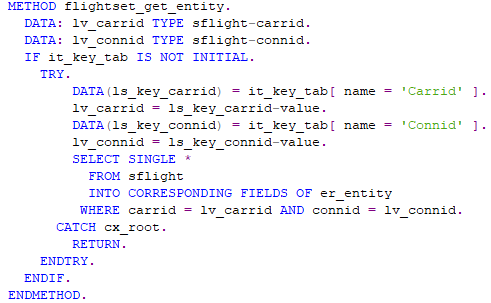 METHOD flightset_get_entity.
  DATA: lv_carrid TYPE sflight-carrid.
  DATA: lv_connid TYPE sflight-connid.
  IF it_key_tab IS NOT INITIAL.
    TRY.
        DATA(ls_key_carrid) = it_key_tab[ name = 'Carrid' ].
        lv_carrid = ls_key_carrid-value.
        DATA(ls_key_connid) = it_key_tab[ name = 'Connid' ].
        lv_connid = ls_key_connid-value.
        SELECT SINGLE *
          FROM sflight
          INTO CORRESPONDING FIELDS OF er_entity
         WHERE carrid = lv_carrid AND connid = lv_connid.
      CATCH cx_root.
        RETURN.
    ENDTRY.
  ENDIF.
ENDMETHOD.